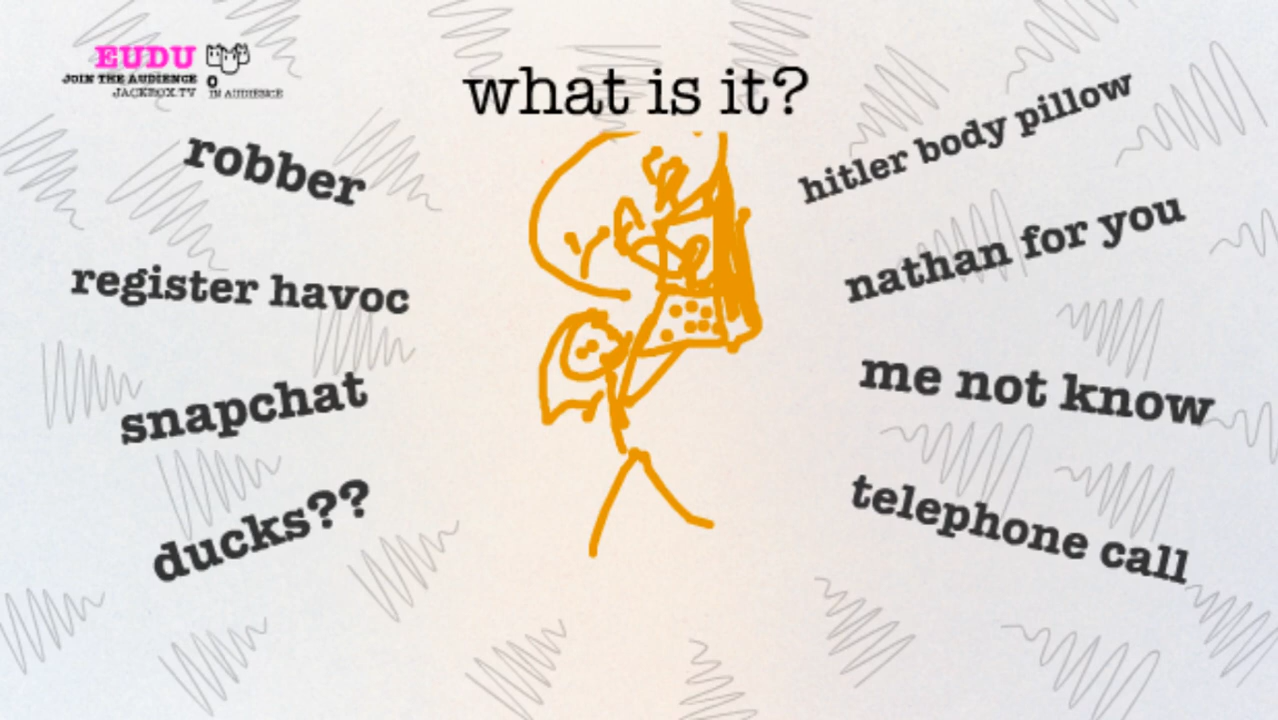 EUDU
JOIN THE AUDIENCE
JACKBOX.TV
0
IN AUDIENCE
what is it?
robber
register havoc
snapchat
ducks??
hitler body pillow
nathan for you
me not know
telephone call